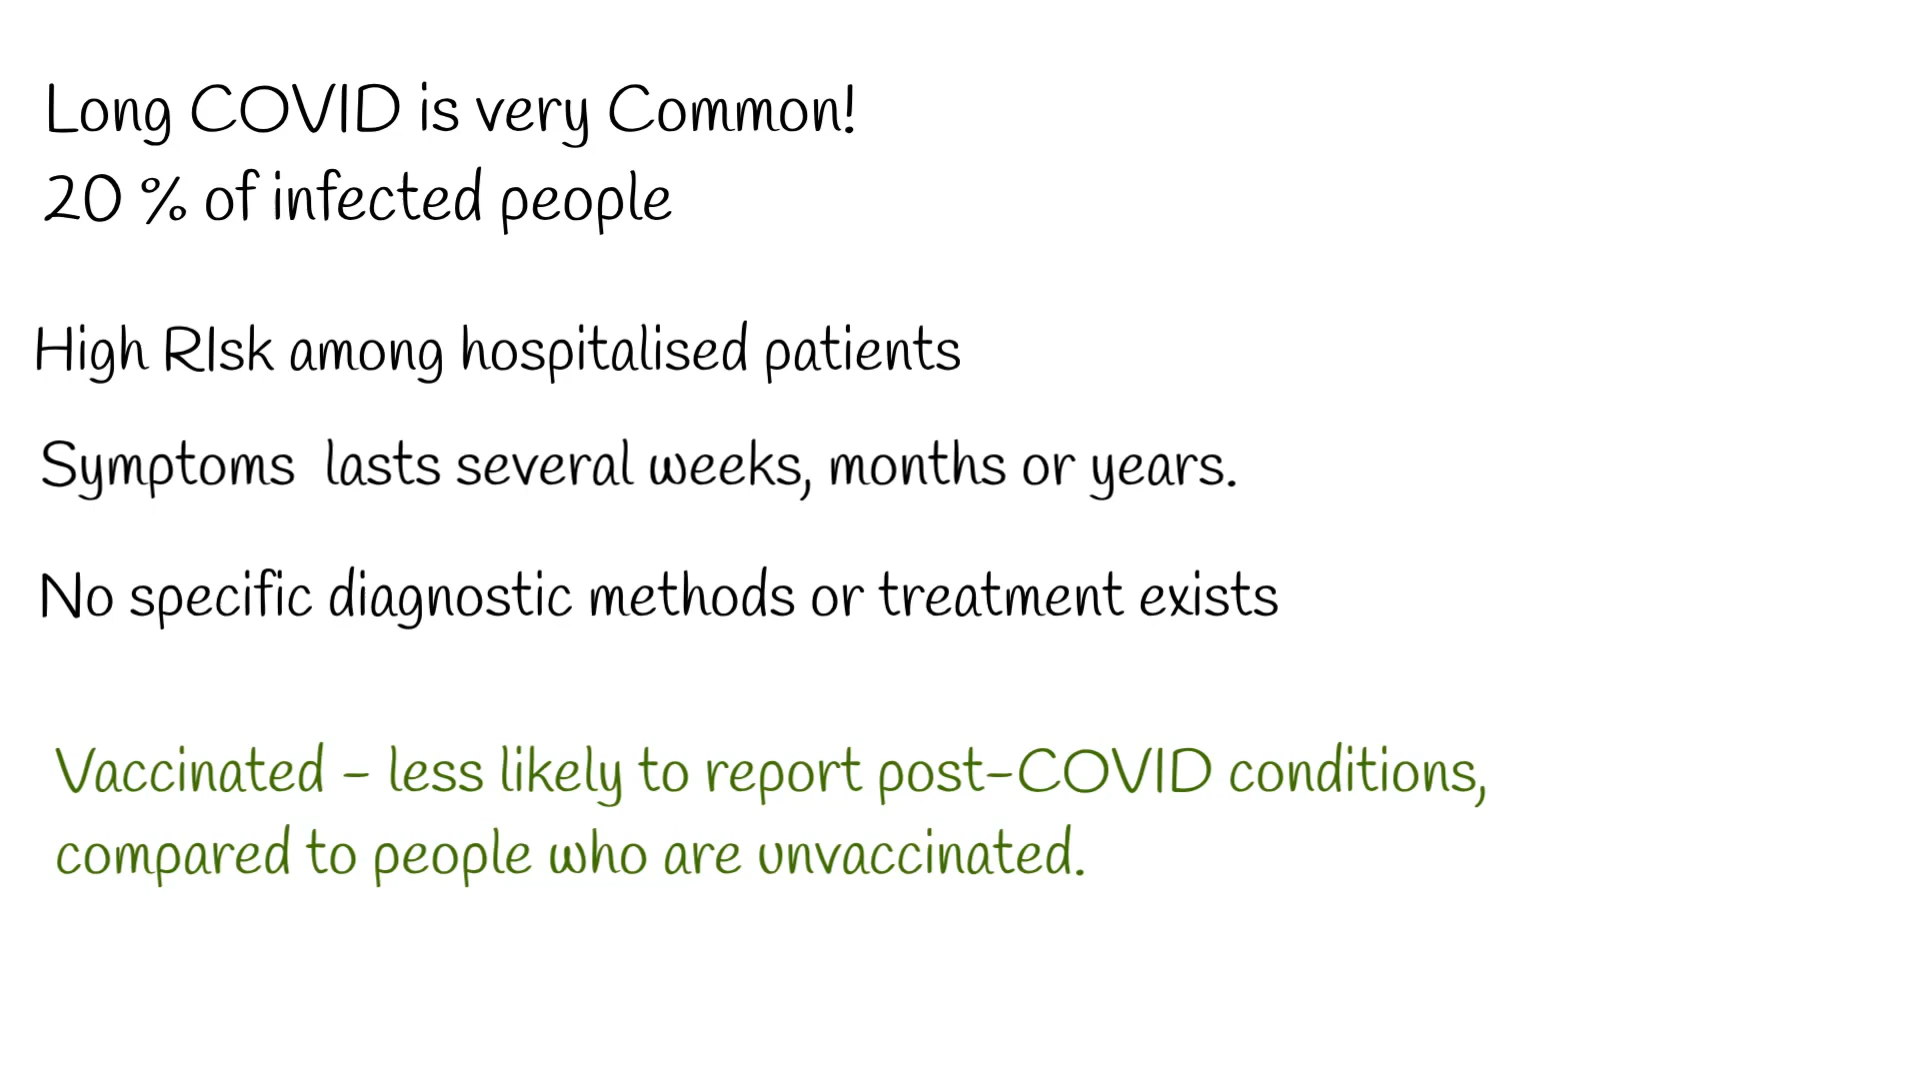 Long COVID is very Common!
20 % of infected people
High RIsk among hospitalised patients
Symptoms  lasts several weeks, months or years.
No specific diagnostic methods or treatment exists
Vaccinated - less likely to report post-COVID conditions,
compared to people who are unvaccinated.